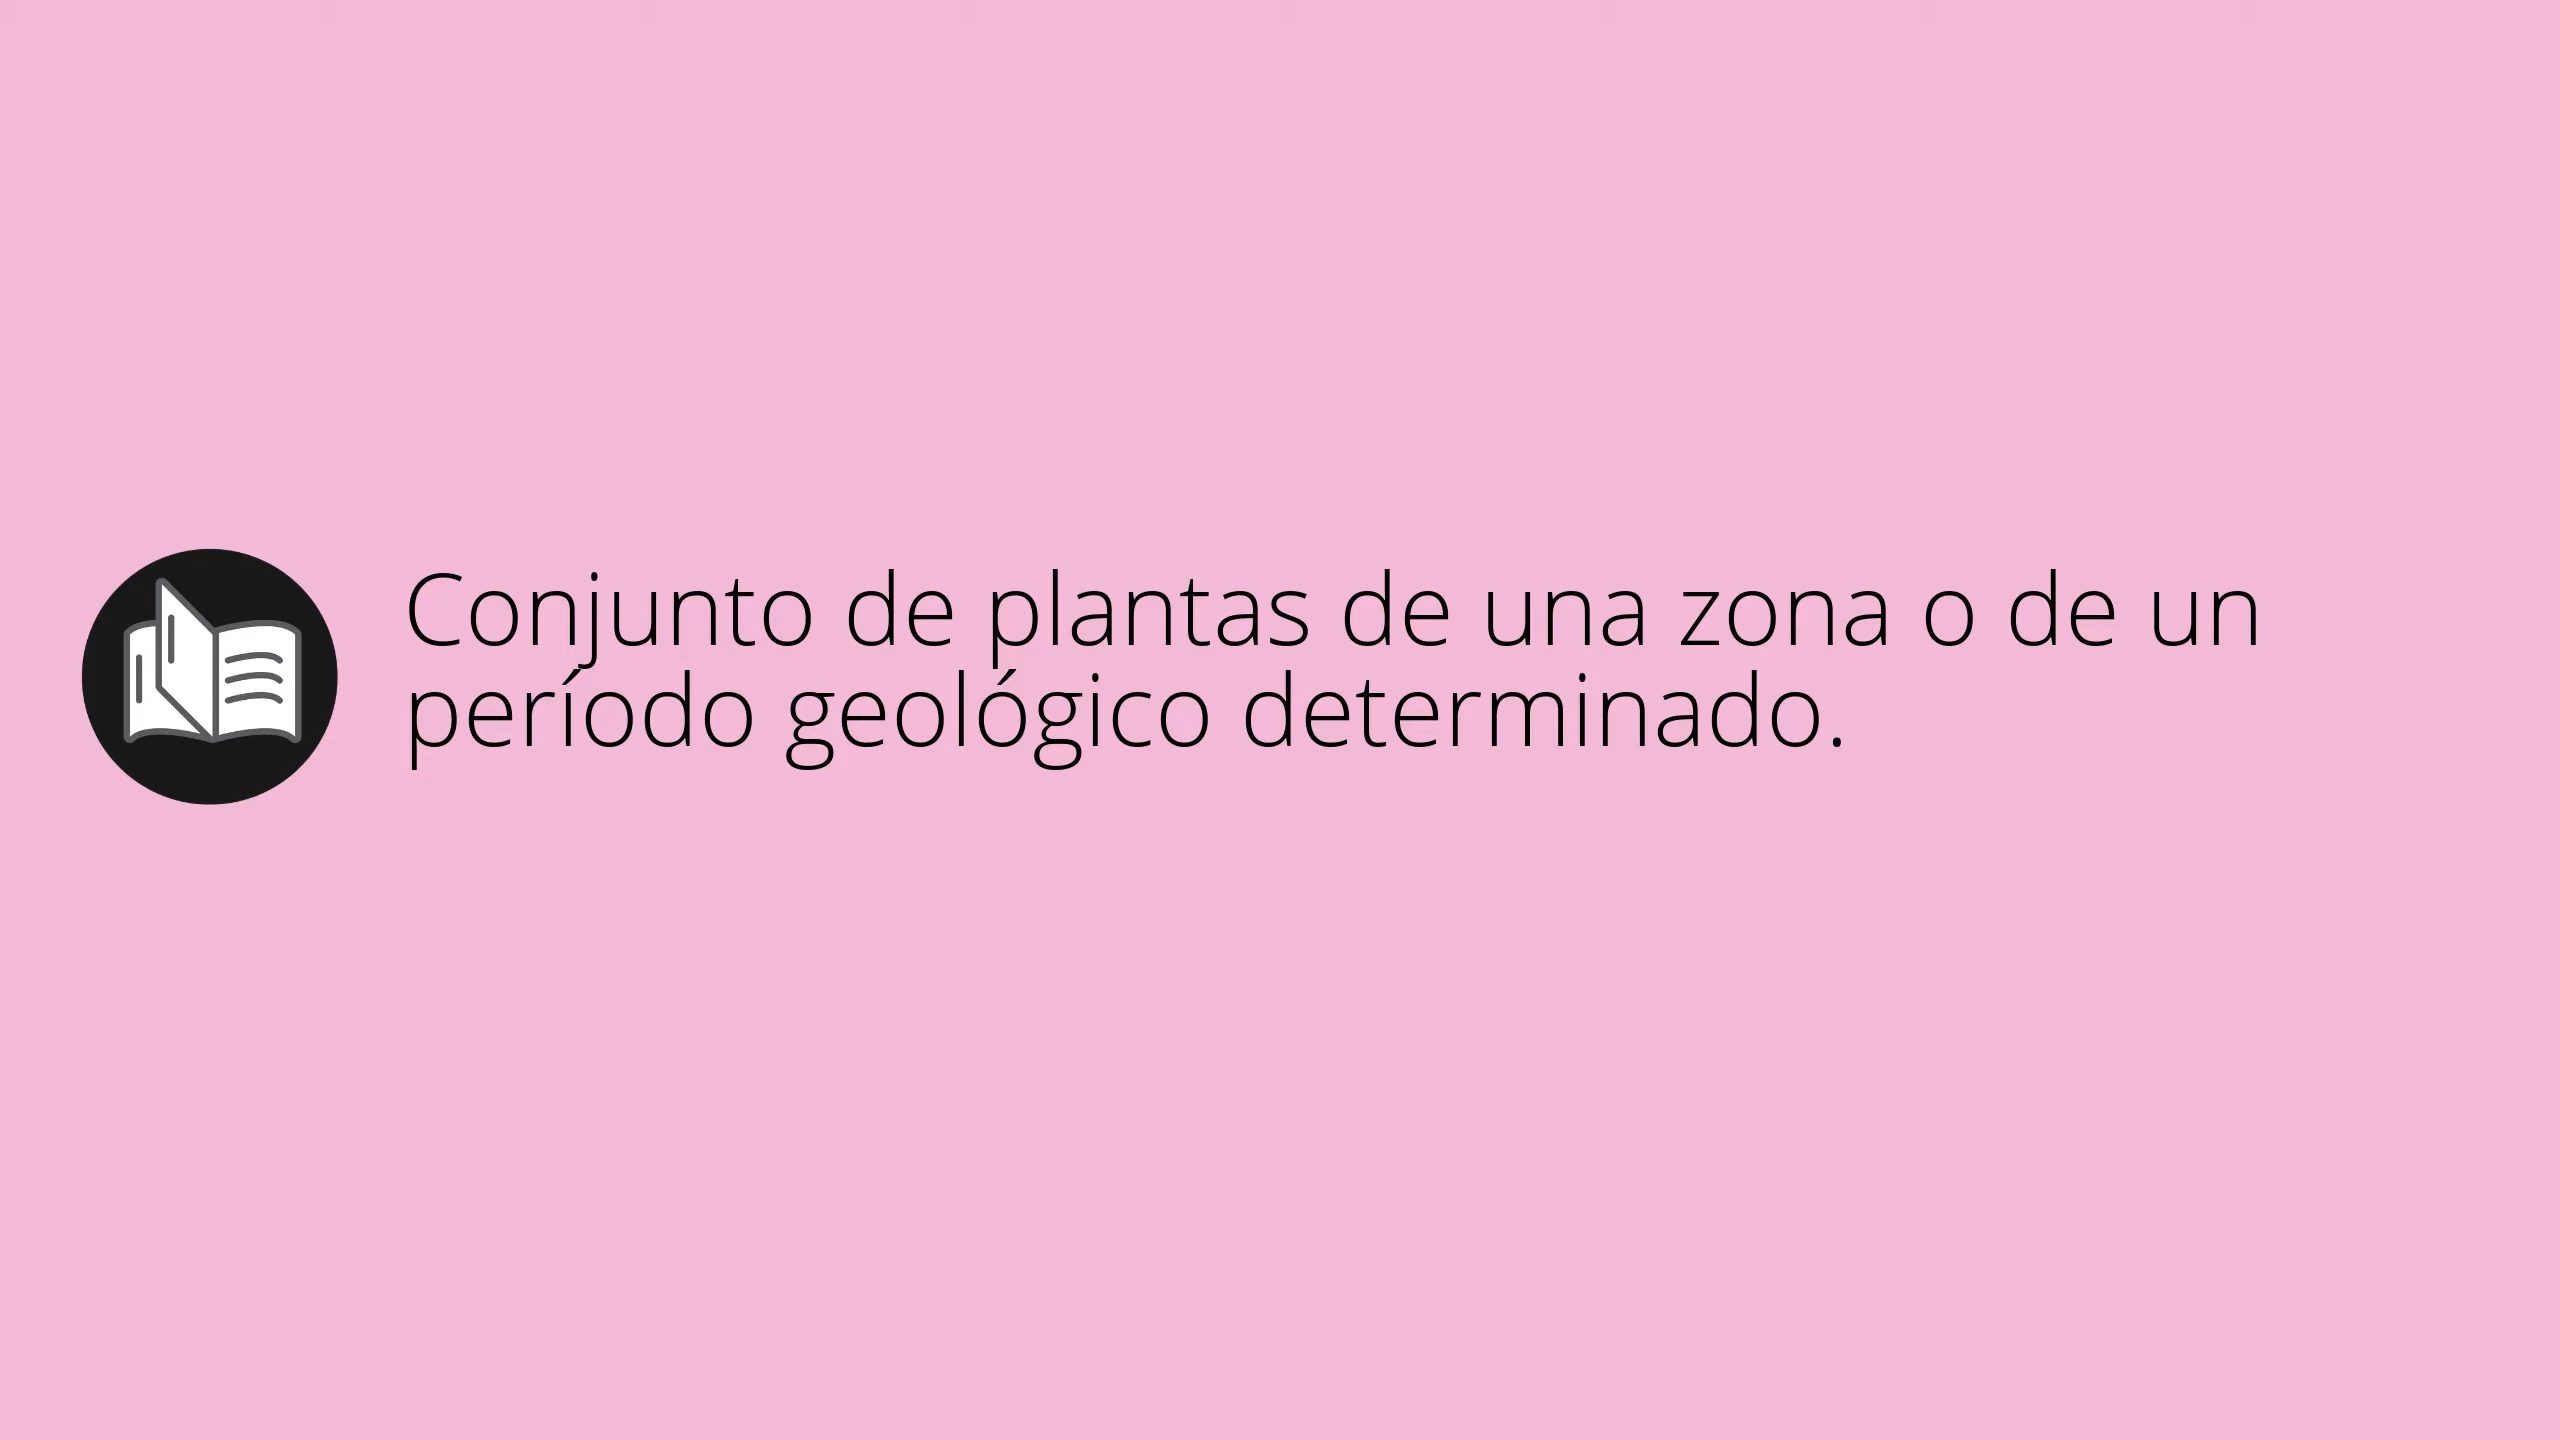 Conjunto de plantas de una zona o de un
período geológico determinado.